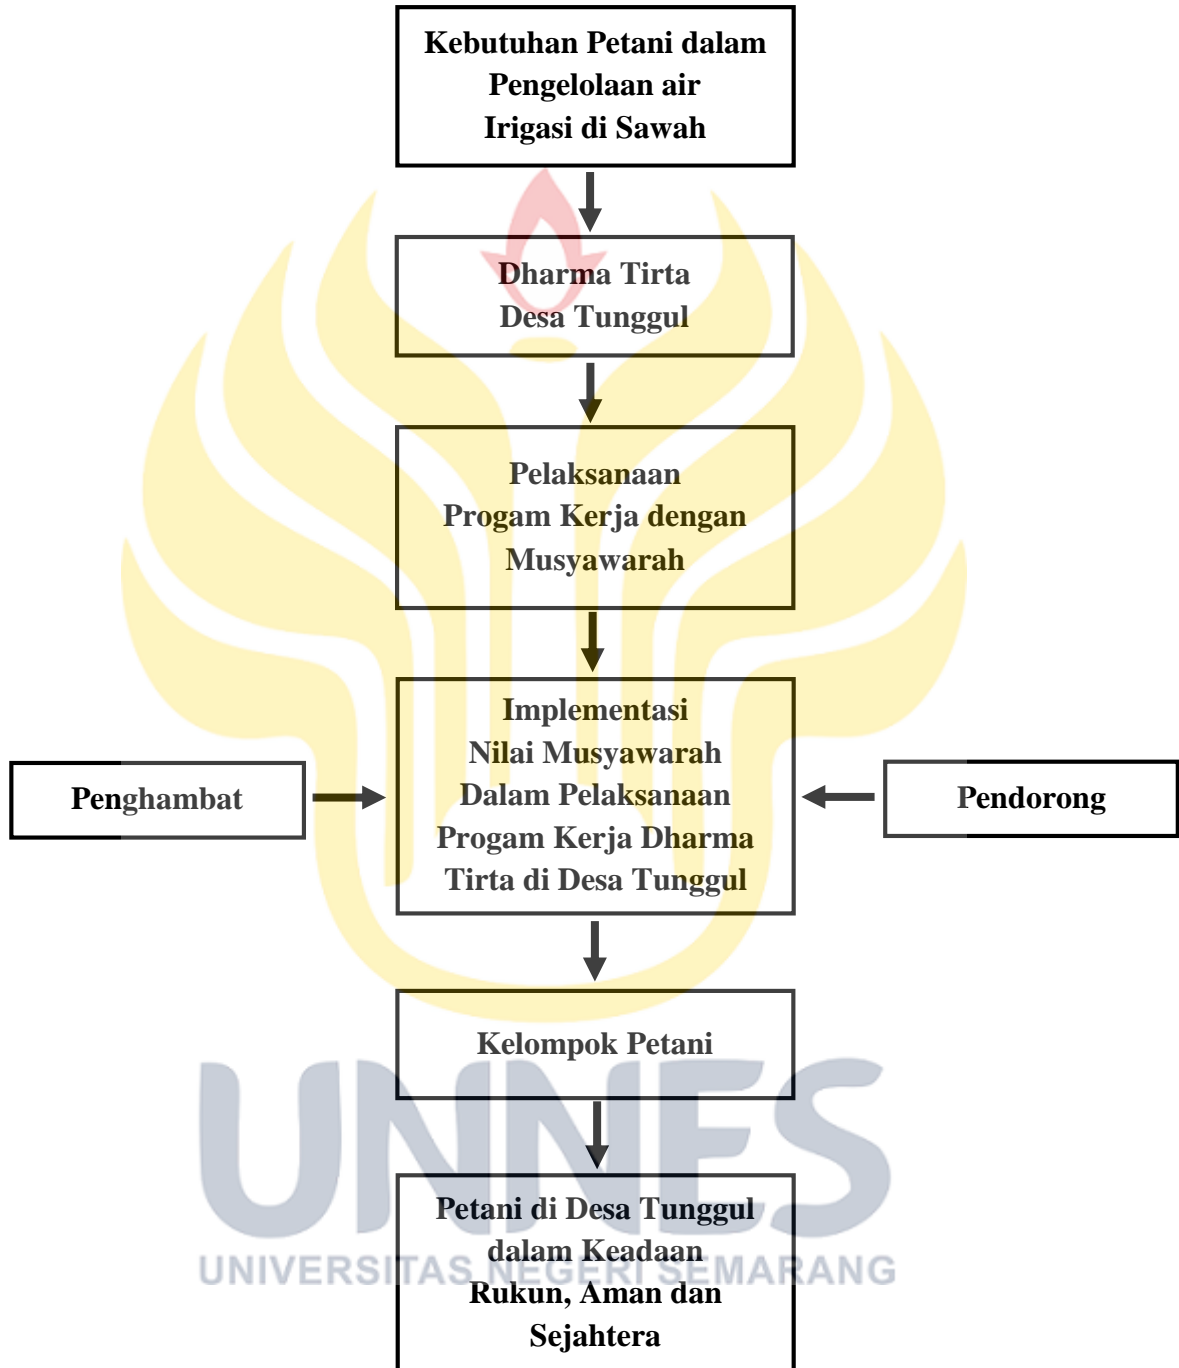 Kebutuhan Petani dalam
Pengelolaan air
Irigasi di Sawah
Dharma Tirta
Desa Tunggul
Pelaksanaan
Progam Kerja dengan
Musyawarah
Implementasi
Nilai Musyawarah
Dalam Pelaksanaan
Progam Kerja Dharma
Tirta di Desa Tunggul
Penghambat
Pendorong
Kelompok Petani
UNNES
UNIVERSITAS NEGERI SEMARANG
Petani di Desa Tunggul
dalam Keadaan
Rukun, Aman dan
Sejahtera